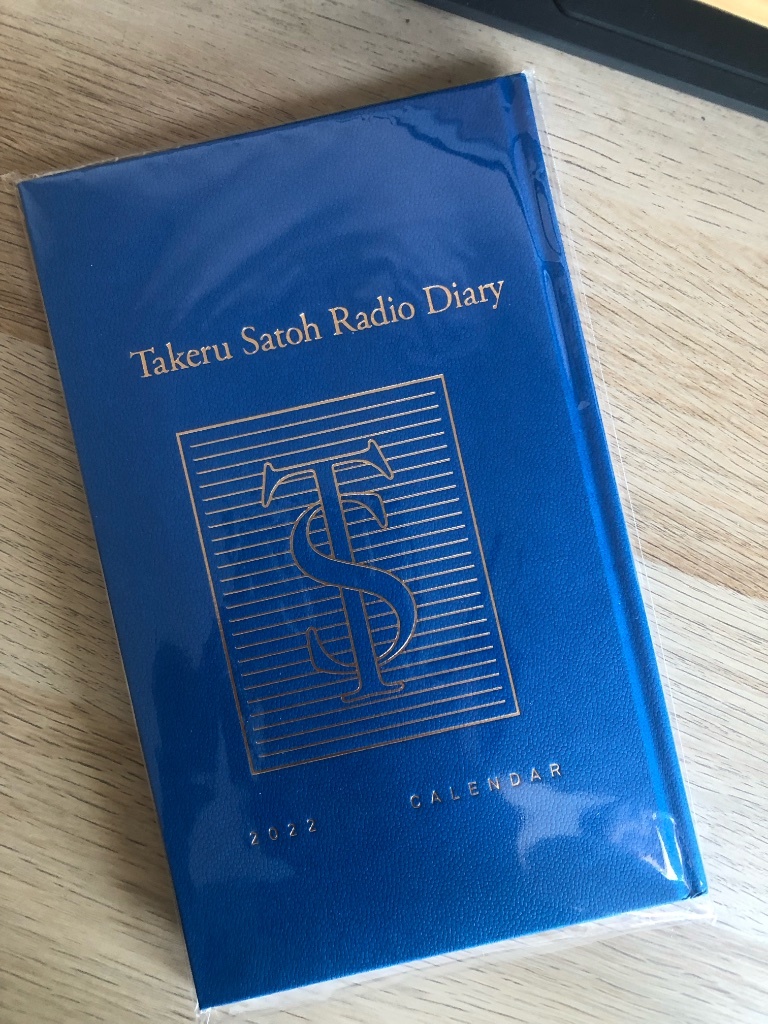 Takeru Satoh Radio Diary
TS
2022 CALENDAR